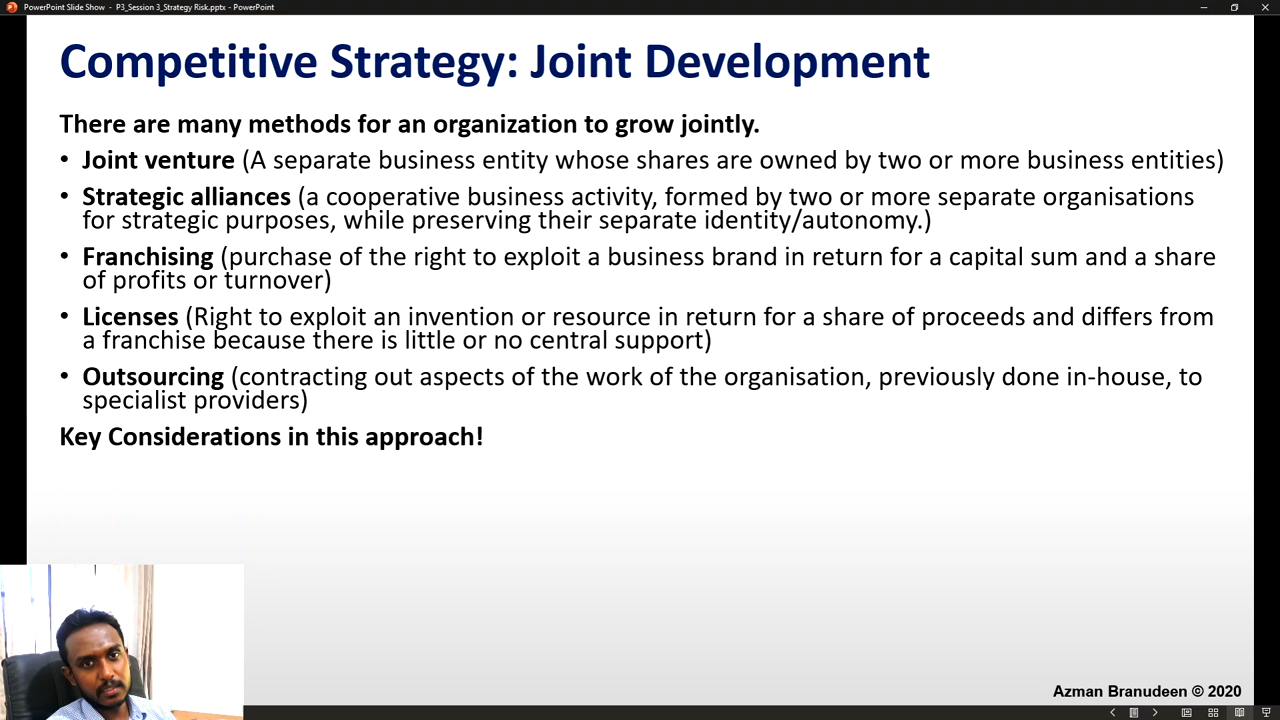 PowerPoint Slide Show - P3_Session 3_Strategy Risk.pptx - PowerPoint
Competitive Strategy: Joint Development
There are many methods for an organization to grow jointly.
• Joint venture (A separate business entity whose shares are owned by two or more business entities)
• Strategic alliances (a cooperative business activity, formed by two or more separate organisations
for strategic purposes, while preserving their separate identity/autonomy.)
• Franchising (purchase of the right to exploit a business brand in return for a capital sum and a share
of profits or turnover)
• Licenses (Right to exploit an invention or resource in return for a share of proceeds and differs from
a franchise because there is little or no central support)
• Outsourcing (contracting out aspects of the work of the organisation, previously done in-house, to
specialist providers)
Key Considerations in this approach!
Azman Branudeen © 2020